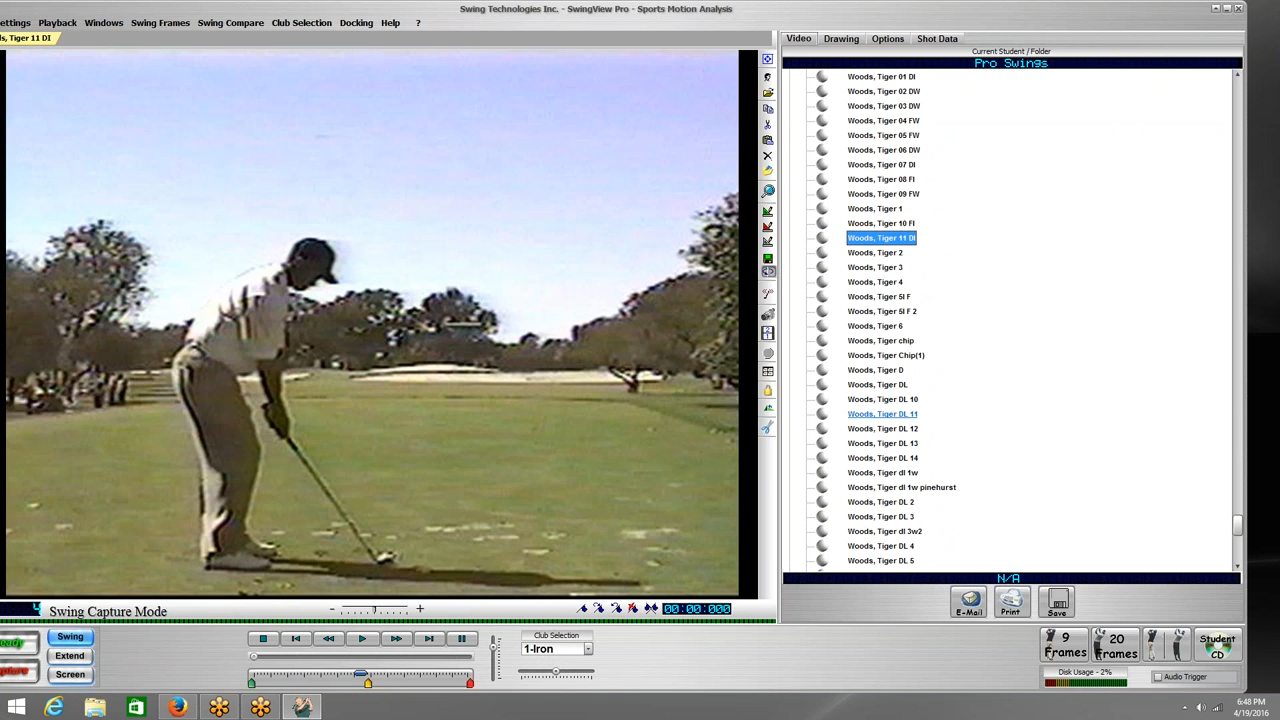 Swing Technologies Inc. - SwingView Pro - Sports Motion Analysis
ettings Playback Windows Swing Frames Swing Compare Club Selection Docking Help ?
ds, Tiger 11 DI
Video Drawing Options Shot Data
Current Student / Folder
Pro Swings
Woods, Tiger 01 DI
Woods, Tiger 02 DW
Woods, Tiger 03 DW
Woods, Tiger 04 FW
Woods, Tiger 05 FW
Woods, Tiger 06 DW
Woods, Tiger 07 DI
Woods, Tiger 08 FI
Woods, Tiger 09 FW
Woods, Tiger 1
Woods, Tiger 10 FI
Woods, Tiger 11 DI
Woods, Tiger 2
Woods, Tiger 3
Woods, Tiger 4
Woods, Tiger 5I F
Woods, Tiger 5I F 2
Woods, Tiger 6
Woods, Tiger chip
Woods, Tiger Chip(1)
Woods, Tiger D
Woods, Tiger DL
Woods, Tiger DL 10
Woods, Tiger DL 11
Woods, Tiger DL 12
Woods, Tiger DL 13
Woods, Tiger DL 14
Woods, Tiger dl 1w
Woods, Tiger dl 1w pinehurst
Woods, Tiger DL 2
Woods, Tiger DL 3
Woods, Tiger dl 3w2
Woods, Tiger DL 4
Woods, Tiger DL 5
N/A
E-Mail Print Save
Swing Capture Mode
- +
00:00:000
eady
Swing
Extend
Screen
Club Selection
1-Iron
9 Frames
20 Frames
Student CD
Disk Usage - 2%
Audio Trigger
6:48 PM
4/19/2016